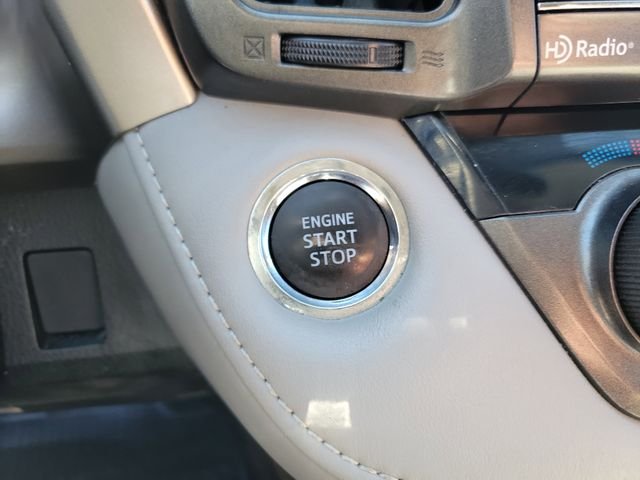 HD Radio®
ENGINE
START
STOP